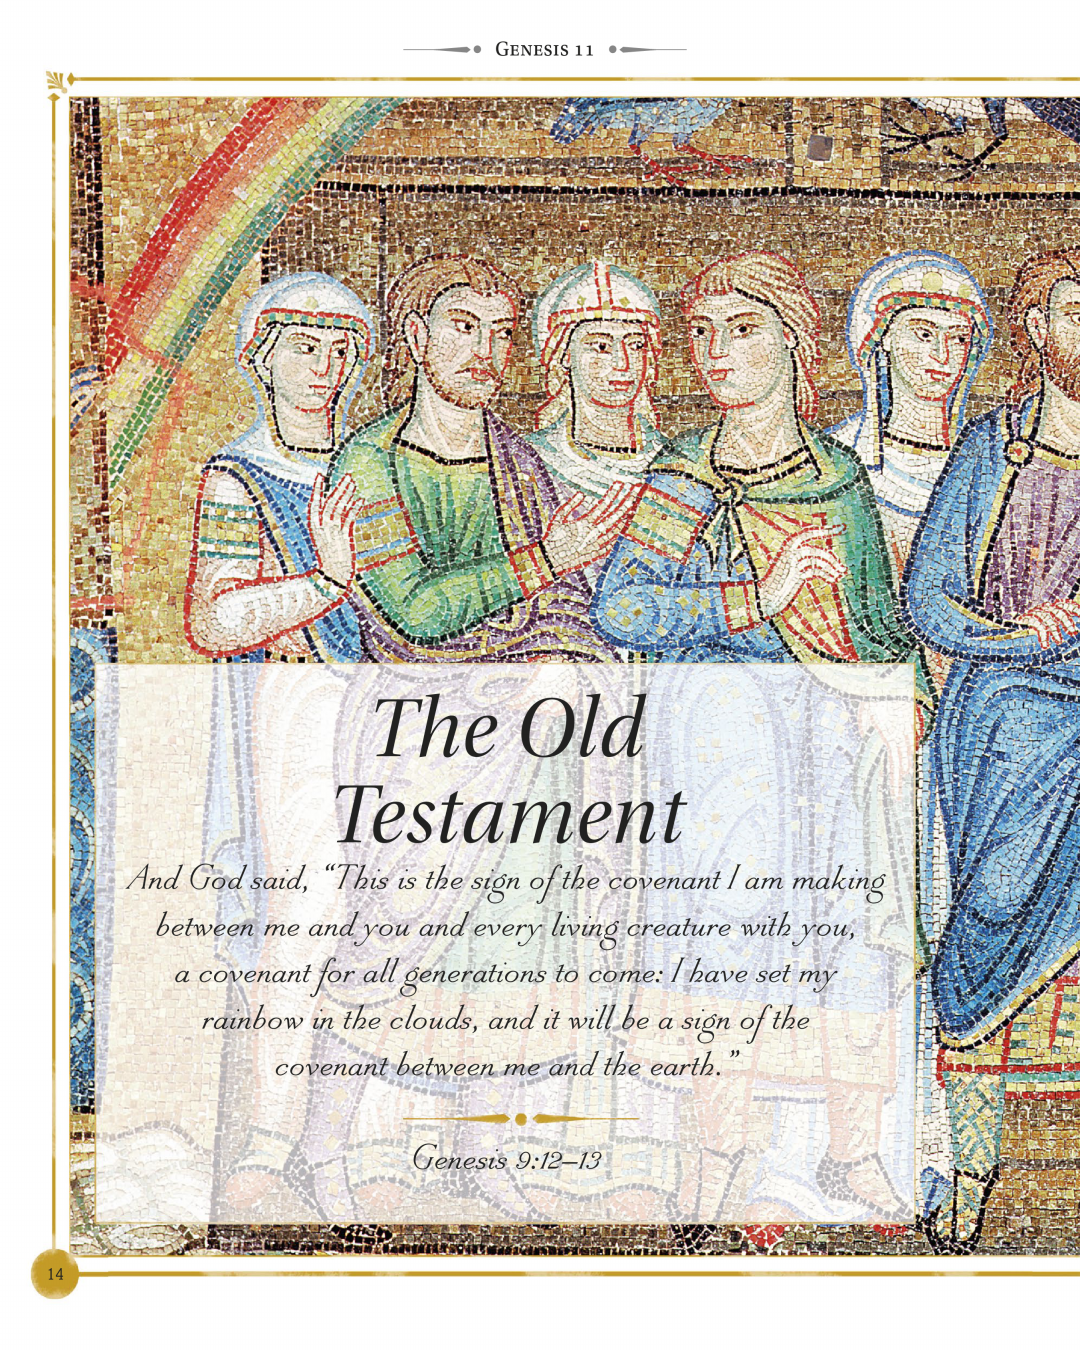 Genesis 11
The Old
Testament
And God said, “This is the sign of the covenant I am making
between me and you and every living creature with you,
a covenant for all generations to come: I have set my
rainbow in the clouds, and it will be a sign of the
covenant between me and the earth.”
Genesis 9:12–13
14